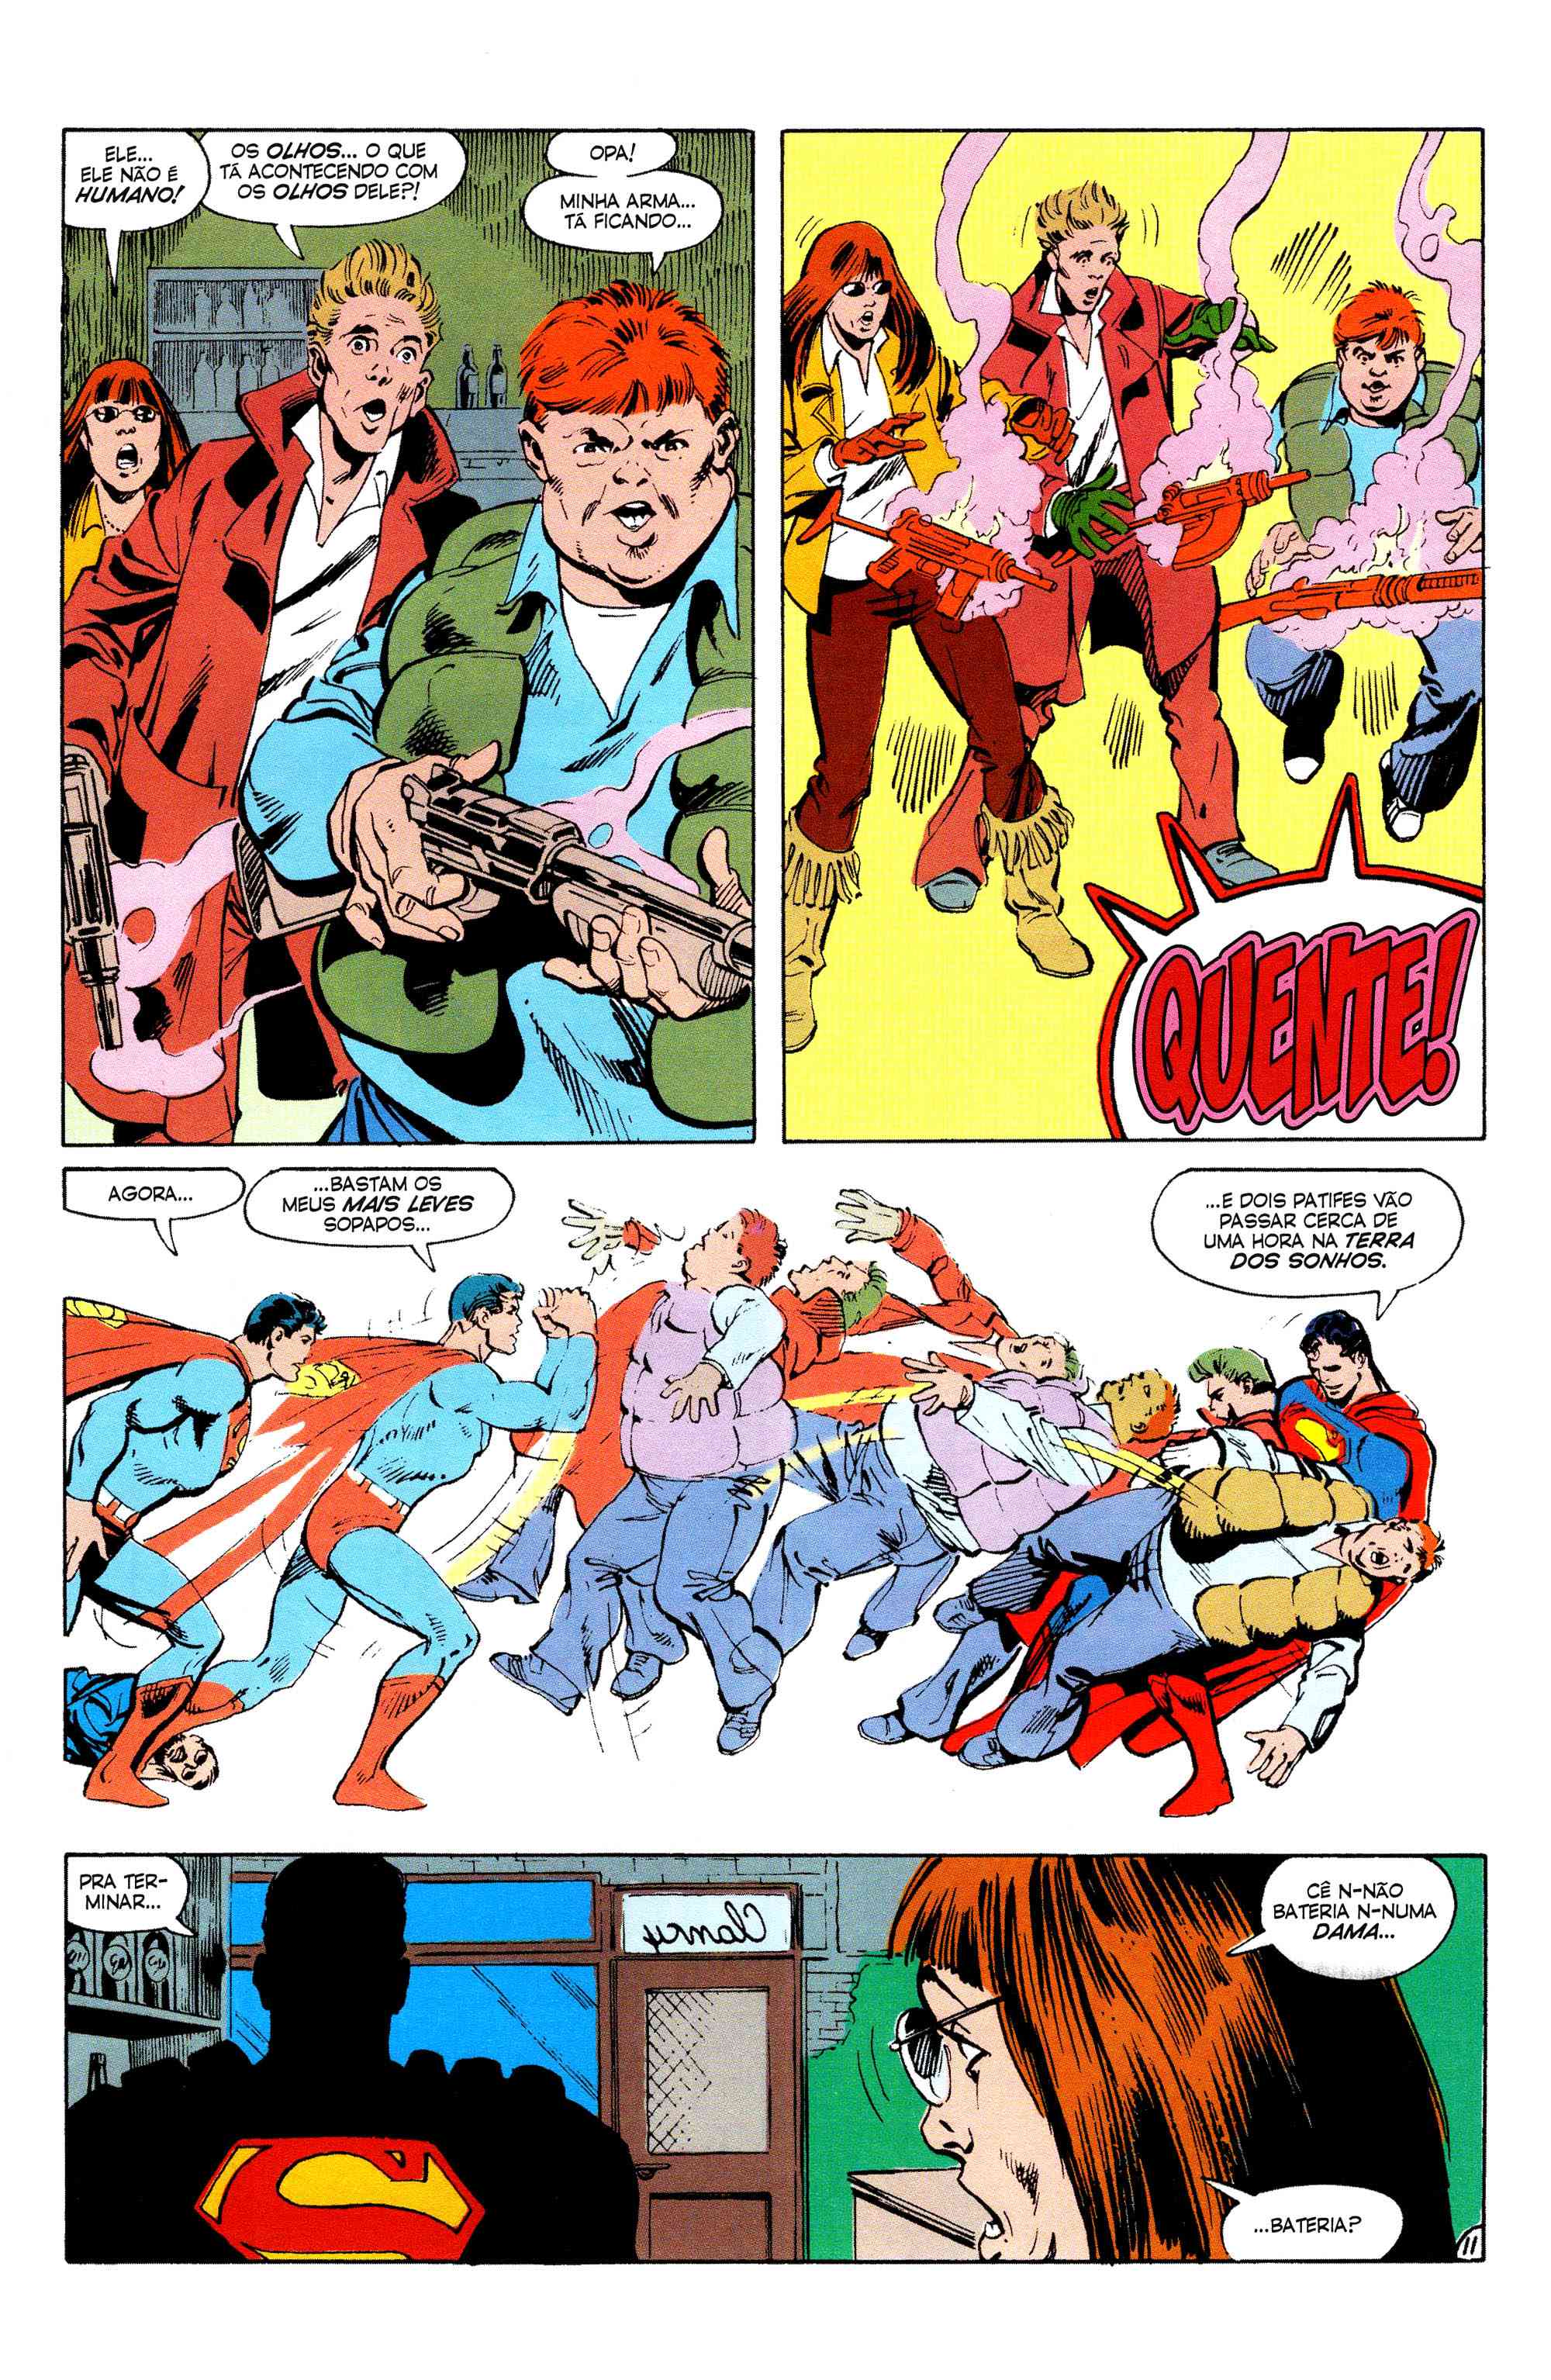 ELE...
ELE NÃO É
HUMANO!
OS OLHOS... O QUE
TÁ ACONTECENDO COM
OS OLHOS DELE?!
OPA!
MINHA ARMA...
TÁ FICANDO...
QUENTE!
AGORA...
...BASTAM OS
MEUS MAIS LEVES
SOPAPOS...
...E DOIS PATIFES VÃO
PASSAR CERCA DE
UMA HORA NA TERRA
DOS SONHOS.
PRA TER-
MINAR...
Clancy
S
CÊ N-NÃO
BATERIA N-NUMA
DAMA...
...BATERIA?
11